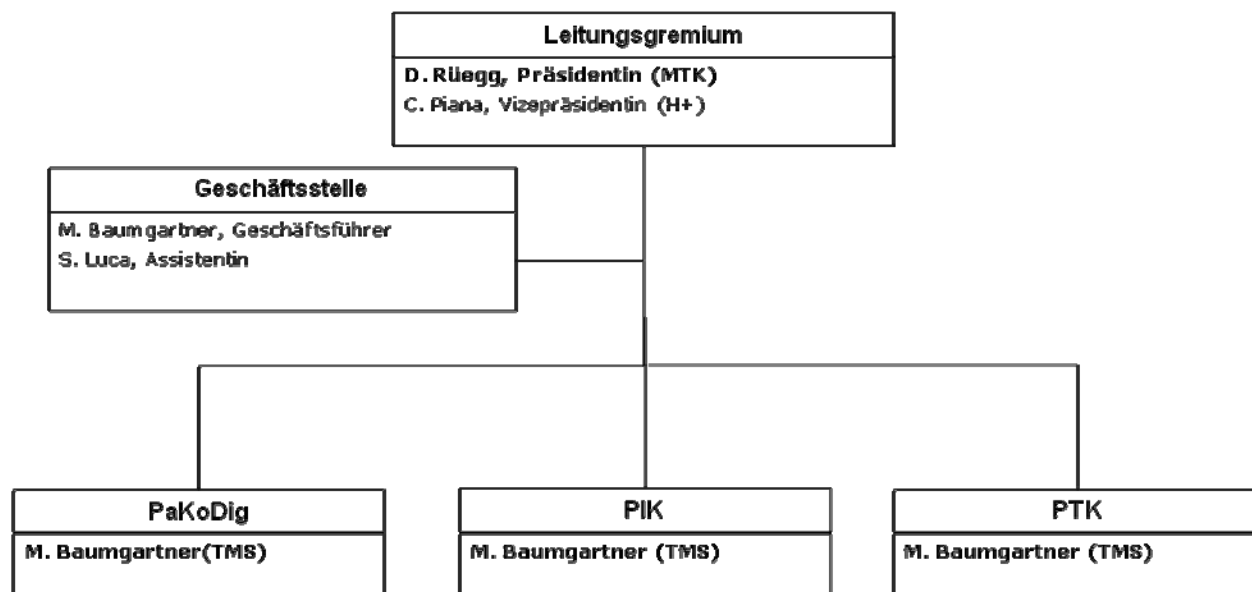 Leitungsgremium
D. Rüegg, Präsidentin (MTK)
C. Piana, Vizepräsidentin (H+)
Geschäftsstelle
M. Baumgartner, Geschäftsführer
S. Luca, Assistentin
PaKoDig
M. Baumgartner(TMS)
PIK
M. Baumgartner (TMS)
PTK
M. Baumgartner (TMS)